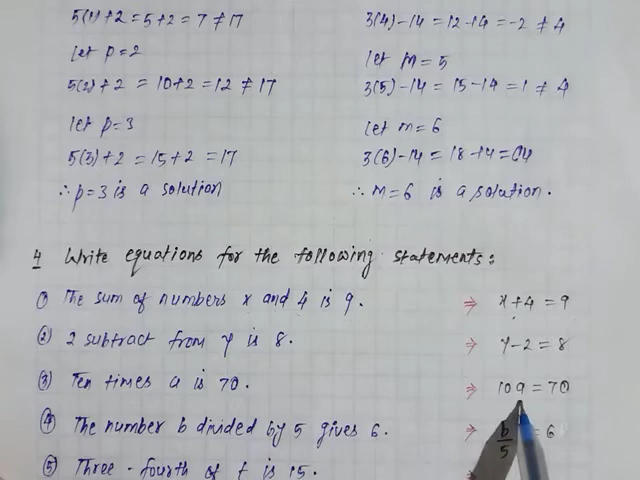 5(1)+2 = 5+2 = 7 ≠ 17
let p=2
5(2)+2 = 10+2 = 12 ≠ 17
let p=3
5(3)+2 = 15+2 = 17
∴ p=3 is a solution
3(4)-14 = 12-14 = -2 ≠ 4
let m=5
3(5)-14 = 15-14 = 1 ≠ 4
let m=6
3(6)-14 = 18-14 = 04
∴ m=6 is a solution.
4 Write equations for the following statements:
① The sum of numbers x and 4 is 9. ⇒ x+4 = 9
② 2 subtract from y is 8. ⇒ y-2 = 8
③ Ten times a is 70. ⇒ 10a = 70
④ The number b divided by 5 gives 6. ⇒ b/5 = 6
⑤ Three-fourth of t is 15. ⇒